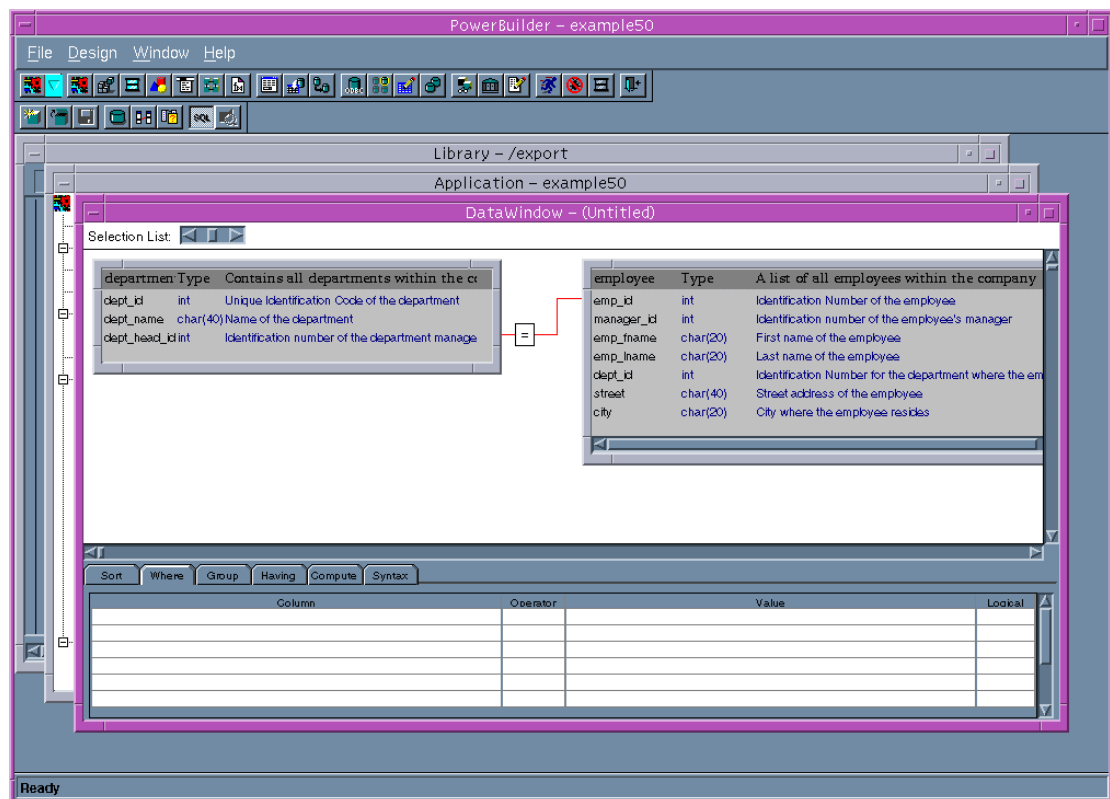 PowerBuilder – example50
File Design Window Help
Library – /export
Application – example50
DataWindow – (Untitled)
Selection List:
departmen Type Contains all departments within the co
dept_id int Unique Identification Code of the department
dept_name char(40) Name of the department
dept_head_id int Identification number of the department manage
=
employee Type A list of all employees within the company
emp_id int Identification Number of the employee
manager_id int Identification number of the employee's manager
emp_fname char(20) First name of the employee
emp_lname char(20) Last name of the employee
dept_id int Identification Number for the department where the em
street char(40) Street address of the employee
city char(20) City where the employee resides
Sort Where Group Having Compute Syntax
Column Operator Value Logical
Ready